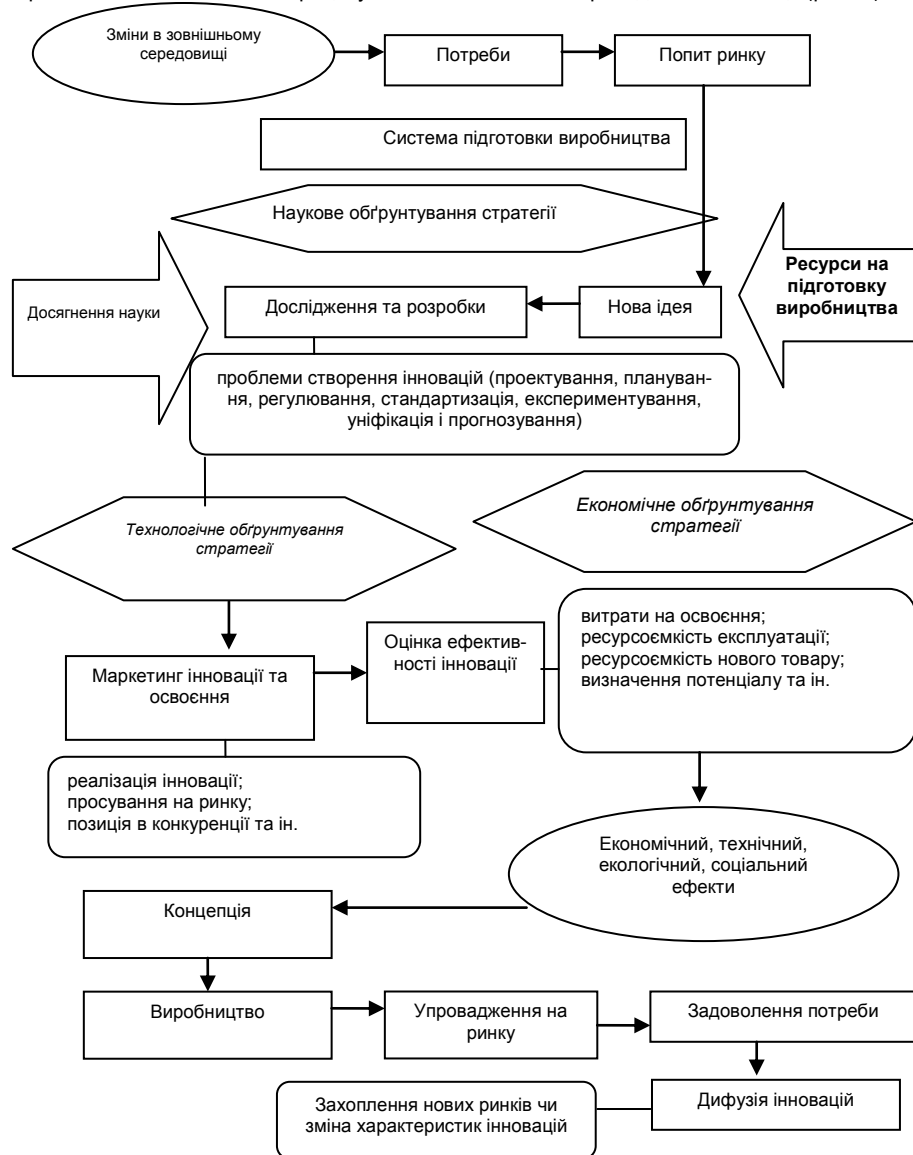 Зміни в зовнішньому
середовищі
Потреби
Попит ринку
Система підготовки виробництва
Наукове обґрунтування стратегії
Ресурси на
підготовку
виробництва
Досягнення науки
Дослідження та розробки
Нова ідея
проблеми створення інновацій (проектування, плануван-
ня, регулювання, стандартизація, експериментування,
уніфікація і прогнозування)
Технологічне обґрунтування
стратегії
Економічне обґрунтування
стратегії
Маркетинг інновації та
освоєння
Оцінка ефектив-
ності інновації
витрати на освоєння;
ресурсоємкість експлуатації;
ресурсоємкість нового товару;
визначення потенціалу та ін.
реалізація інновації;
просування на ринку;
позиція в конкуренції та ін.
Економічний, технічний,
екологічний, соціальний
ефекти
Концепція
Виробництво
Упровадження на
ринку
Задоволення потреби
Захоплення нових ринків чи
зміна характеристик інновацій
Дифузія інновацій